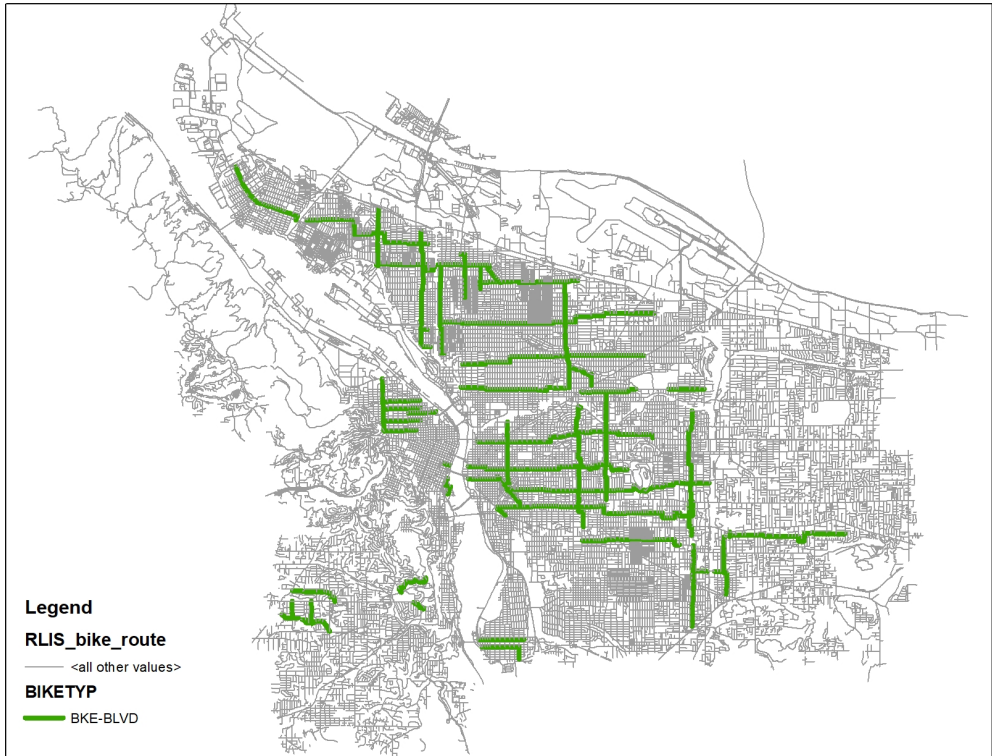 Legend
RLIS_bike_route
<all other values>
BIKETYP
BKE-BLVD